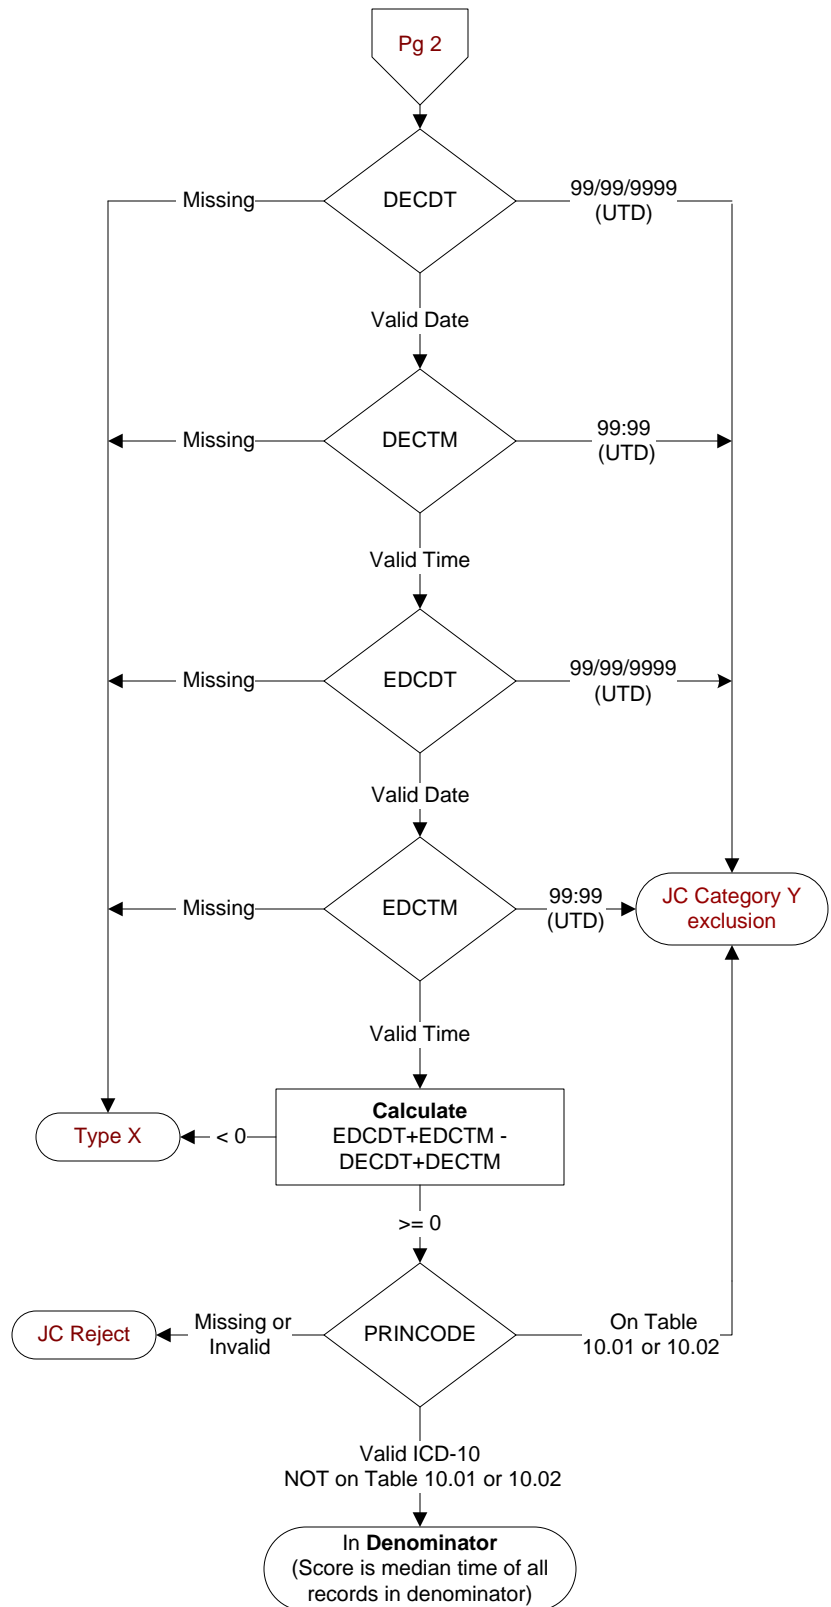 Pg 2
DECDT
Missing
99/99/9999
(UTD)
Valid Date
DECTM
Missing
99:99
(UTD)
Valid Time
EDCDT
Missing
99/99/9999
(UTD)
Valid Date
EDCTM
Missing
99:99
(UTD)
JC Category Y
exclusion
Valid Time
Calculate
EDCDT+EDCTM -
DECDT+DECTM
< 0
Type X
>= 0
PRINCODE
Missing or
Invalid
JC Reject
On Table
10.01 or 10.02
Valid ICD-10
NOT on Table 10.01 or 10.02
In Denominator
(Score is median time of all
records in denominator)